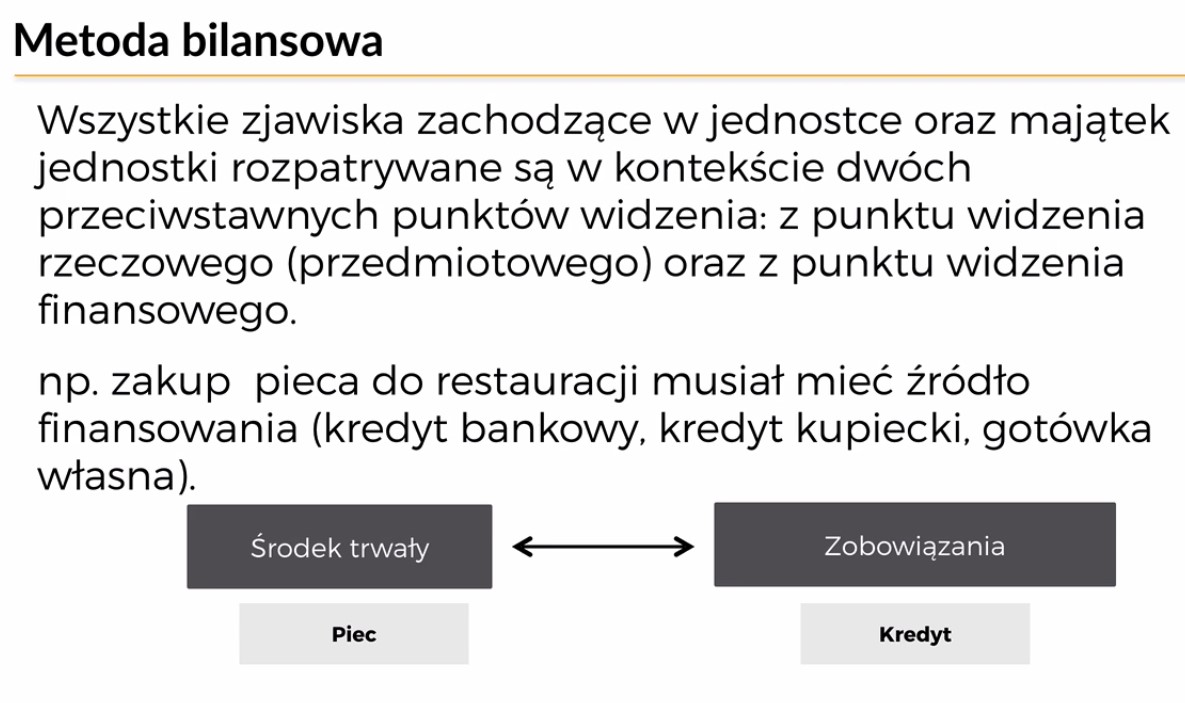 Metoda bilansowa
Wszystkie zjawiska zachodzące w jednostce oraz majątek
jednostki rozpatrywane są w kontekście dwóch
przeciwstawnych punktów widzenia: z punktu widzenia
rzeczowego (przedmiotowego) oraz z punktu widzenia
finansowego.
np. zakup  pieca do restauracji musiał mieć źródło
finansowania (kredyt bankowy, kredyt kupiecki, gotówka
własna).
Środek trwały
Zobowiązania
Piec
Kredyt